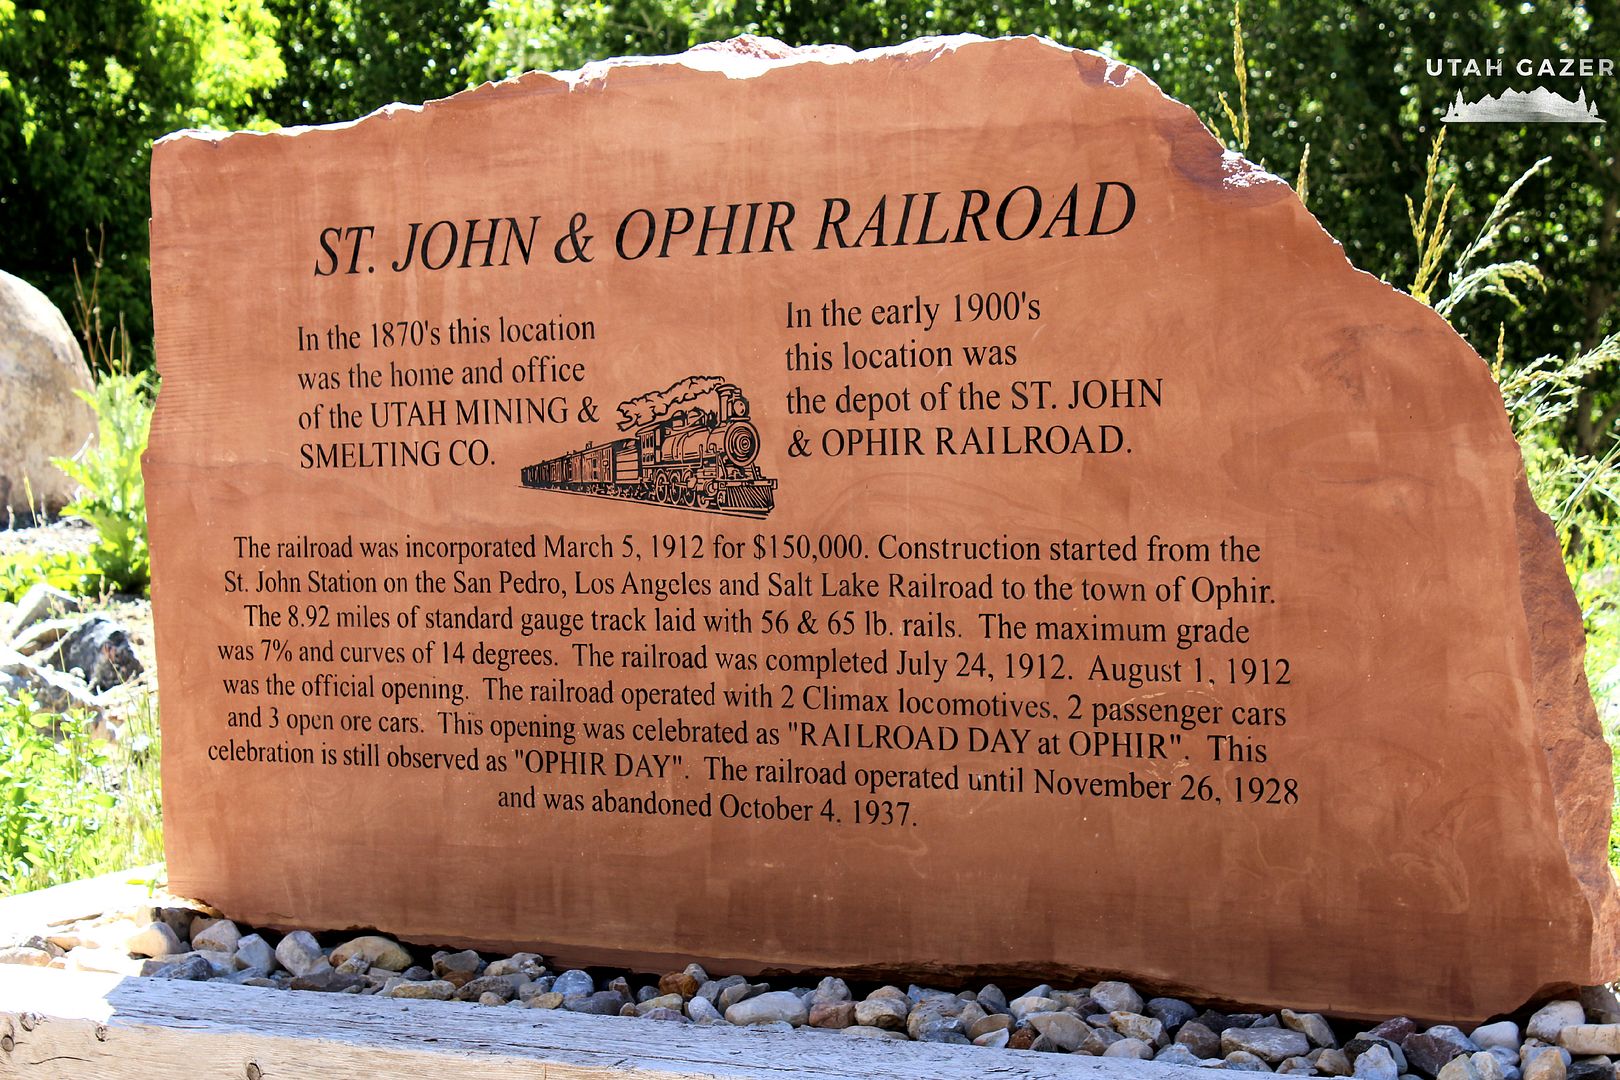 UTAH GAZER
ST. JOHN & OPHIR RAILROAD
In the 1870's this location
was the home and office
of the UTAH MINING &
SMELTING CO.
In the early 1900's
this location was
the depot of the ST. JOHN
& OPHIR RAILROAD.
The railroad was incorporated March 5, 1912 for $150,000. Construction started from the
St. John Station on the San Pedro, Los Angeles and Salt Lake Railroad to the town of Ophir.
The 8.92 miles of standard gauge track laid with 56 & 65 lb. rails. The maximum grade
was 7% and curves of 14 degrees. The railroad was completed July 24, 1912. August 1, 1912
was the official opening. The railroad operated with 2 Climax locomotives, 2 passenger cars
and 3 open ore cars. This opening was celebrated as "RAILROAD DAY at OPHIR". This
celebration is still observed as "OPHIR DAY". The railroad operated until November 26, 1928
and was abandoned October 4, 1937.